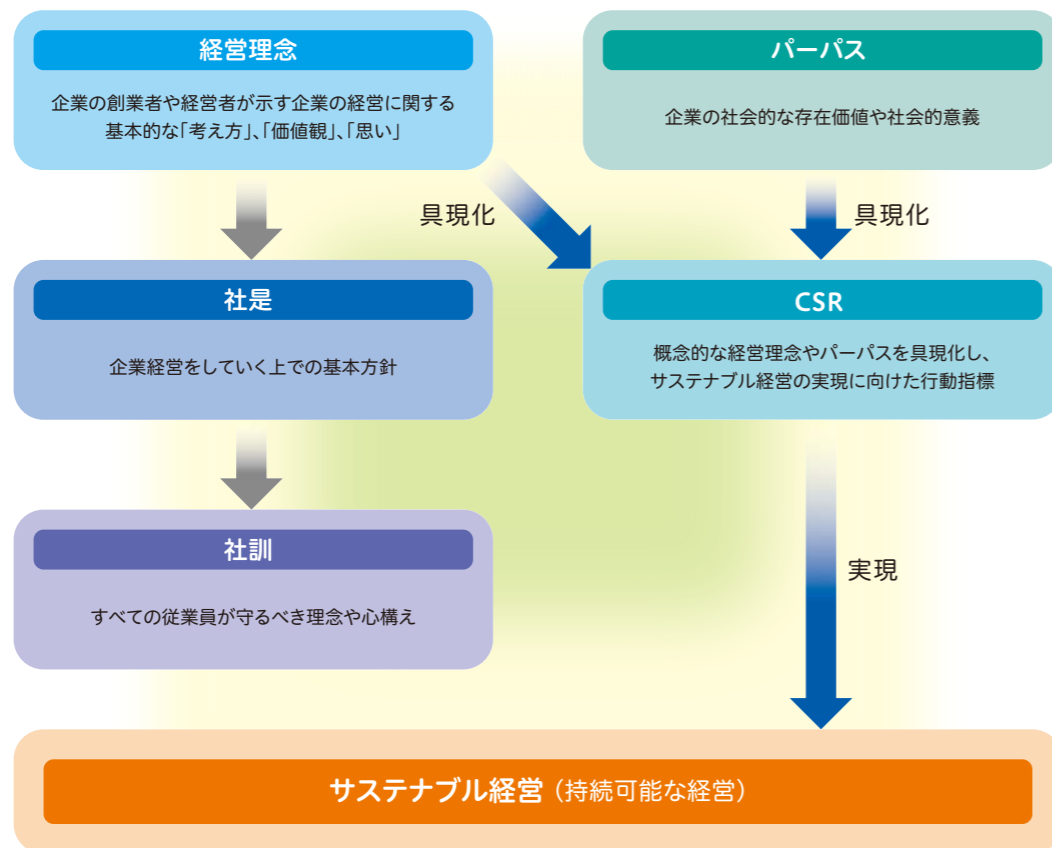 経営理念
企業の創業者や経営者が示す企業の経営に関する
基本的な「考え方」、「価値観」、「思い」
パーパス
企業の社会的な存在価値や社会的意義
具現化
具現化
社是
企業経営をしていく上での基本方針
CSR
概念的な経営理念やパーパスを具現化し、
サステナブル経営の実現に向けた行動指標
社訓
すべての従業員が守るべき理念や心構え
実現
サステナブル経営（持続可能な経営）